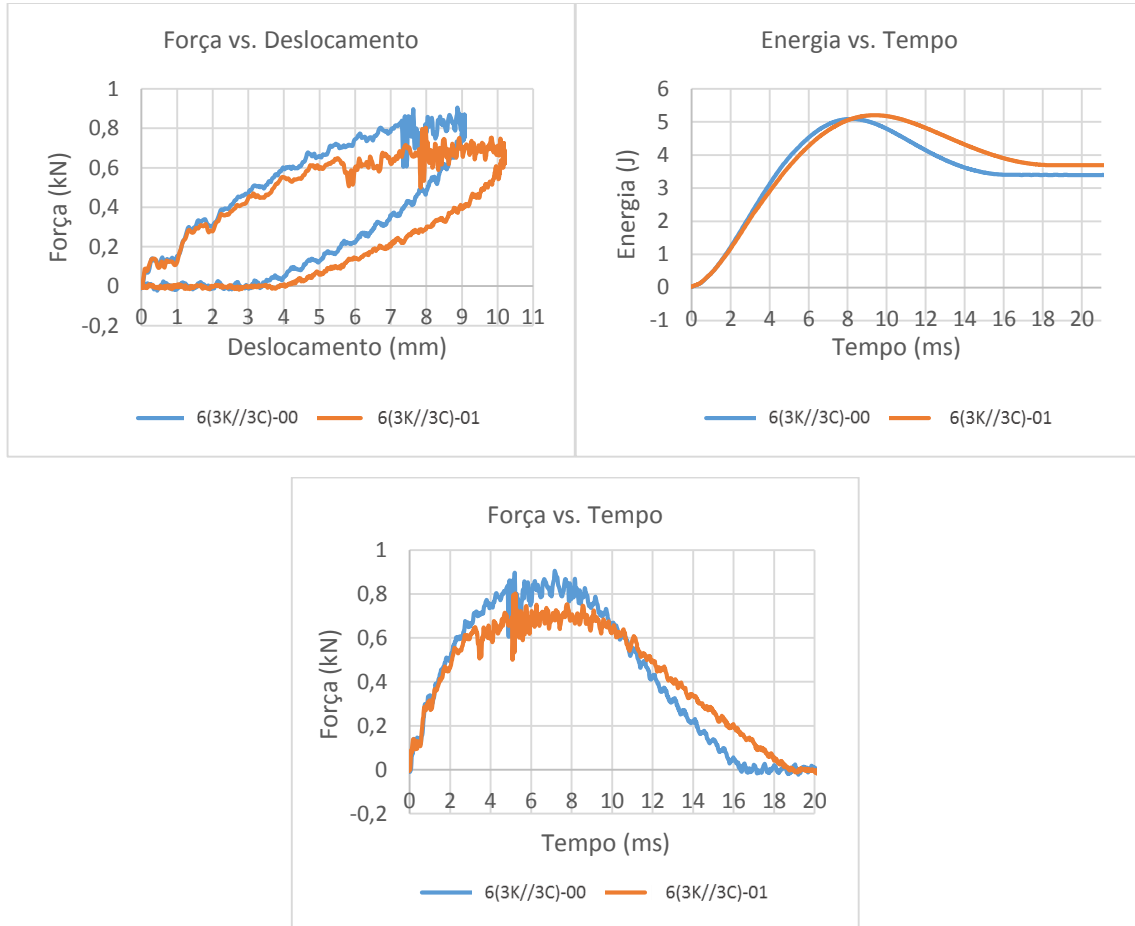 Força vs. Deslocamento
Força (kN)
1
0,8
0,6
0,4
0,2
0
-0,2
0 1 2 3 4 5 6 7 8 9 10 11
Deslocamento (mm)
6(3K//3C)-00 6(3K//3C)-01
Energia vs. Tempo
Energia (J)
6
5
4
3
2
1
0
-1
0 2 4 6 8 10 12 14 16 18 20
Tempo (ms)
6(3K//3C)-00 6(3K//3C)-01
Força vs. Tempo
Força (kN)
1
0,8
0,6
0,4
0,2
0
-0,2
0 2 4 6 8 10 12 14 16 18 20
Tempo (ms)
6(3K//3C)-00 6(3K//3C)-01